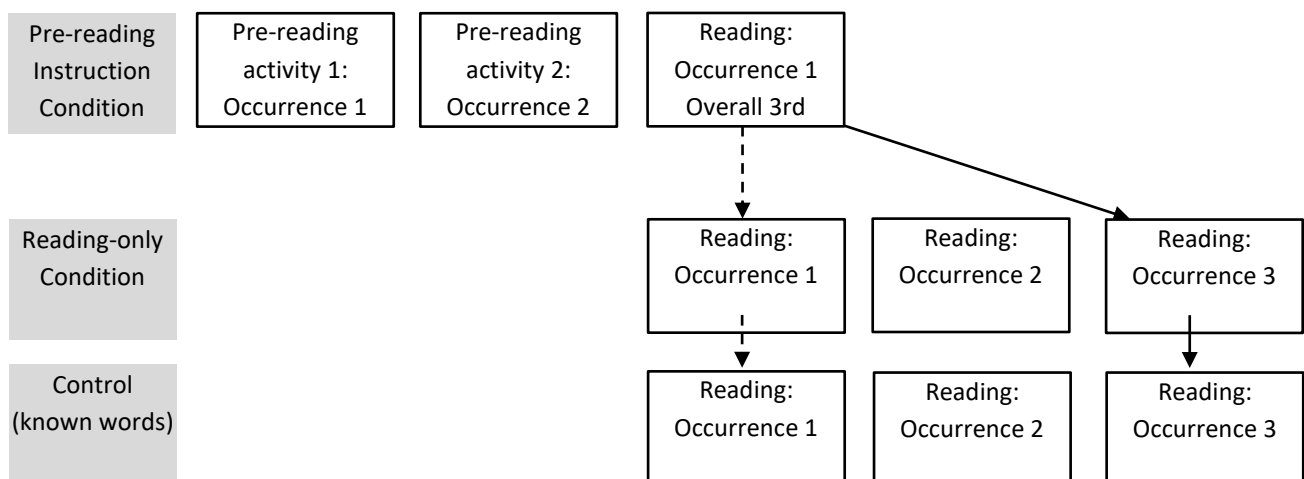 Pre-reading
Instruction
Condition
Pre-reading
activity 1:
Occurrence 1
Pre-reading
activity 2:
Occurrence 2
Reading:
Occurrence 1
Overall 3rd
Reading-only
Condition
Reading:
Occurrence 1
Reading:
Occurrence 2
Reading:
Occurrence 3
Control
(known words)
Reading:
Occurrence 1
Reading:
Occurrence 2
Reading:
Occurrence 3